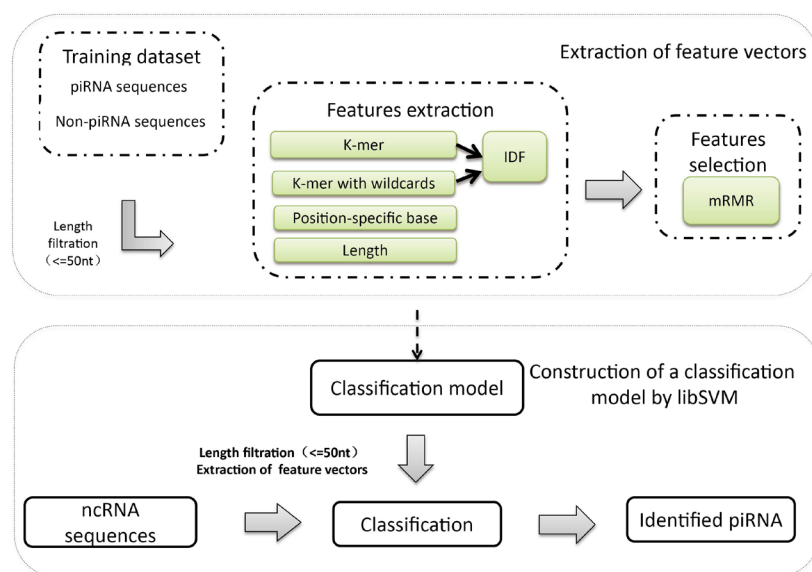 Training dataset
piRNA sequences
Non-piRNA sequences
Extraction of feature vectors
Features extraction
K-mer
K-mer with wildcards
Position-specific base
Length
IDF
Features
selection
mRMR
Length
filtration
（<=50nt）
Classification model
Construction of a classification
model by libSVM
Length filtration （<=50nt）
Extraction of feature vectors
ncRNA
sequences
Classification
Identified piRNA